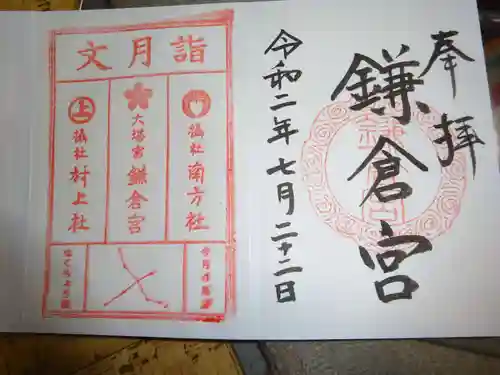 奉拝
鎌倉宮
令和二年七月二十二日
文月詣
摂社 南方社
大塔宮 鎌倉宮
上
摂社 村上社